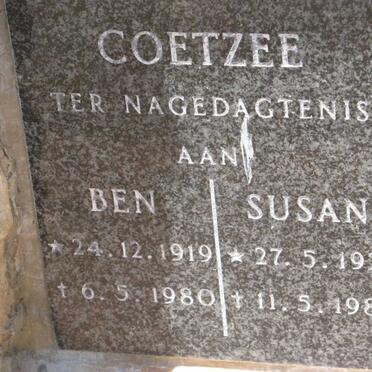 COETZEE
TER NAGEDAGTENIS
AAN
BEN SUSAN
★ 24.12.1919 ★ 27.5.19
† 6.5.1980 † 11.5.198